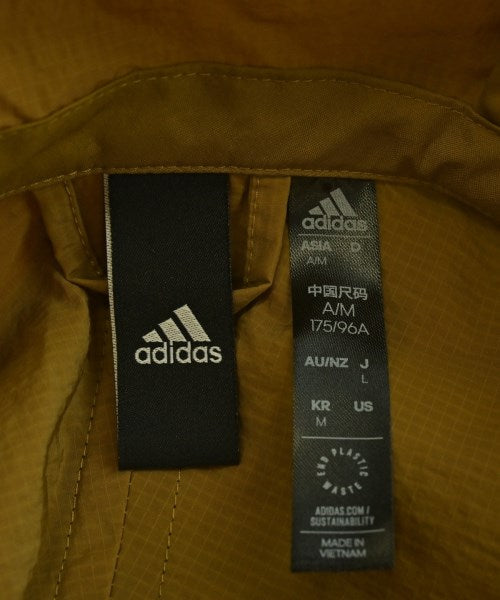 adidas
adidas
ASIA D
A/M
中国尺码
A/M
175/96A
AU/NZ J
L
KR US
M
END PLASTIC WASTE
ADIDAS.COM/
SUSTAINABILITY
MADE IN
VIETNAM